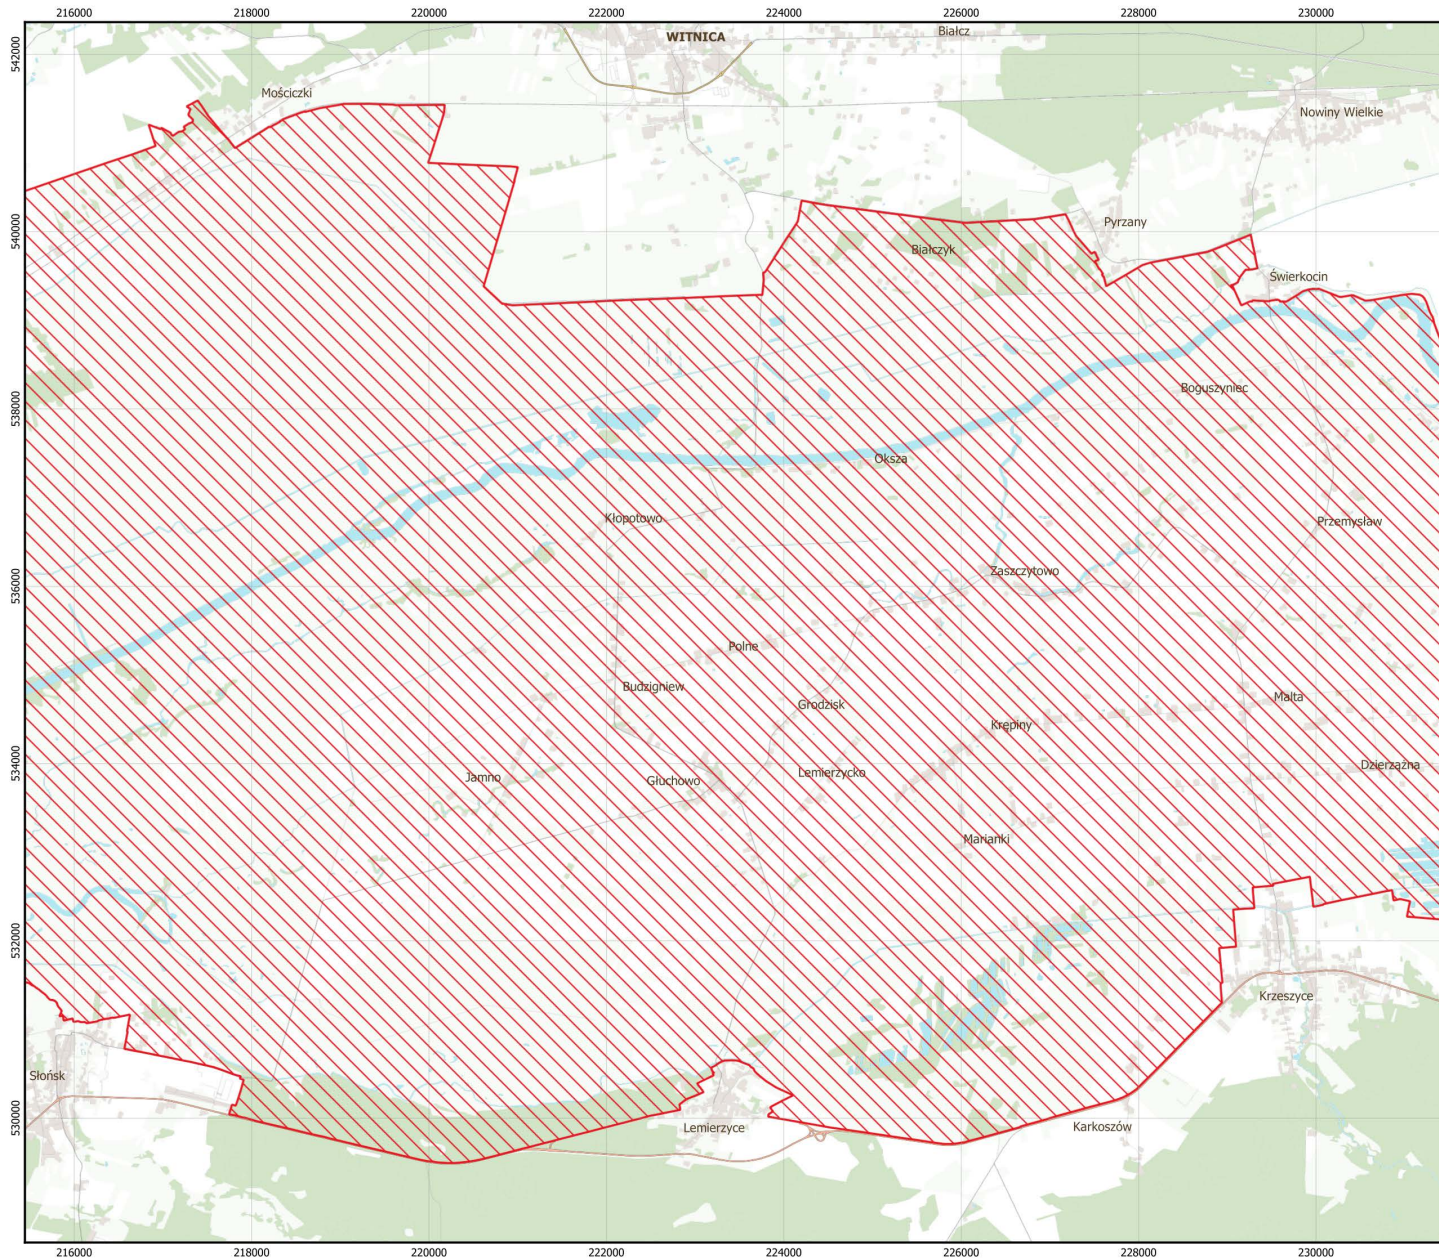 216000 218000 220000 222000 224000 226000 228000 230000
WITNICA
Białcz
542000
Mościczki
Nowiny Wielkie
Pyrzany
540000
Białczyk
Świerkocin
538000
Boguszyniec
Oksza
Kłopotowo
Przemysław
536000
Zaszczytowo
Polne
Budzigniew
Grodzisk
Malta
Krępiny
534000
Jamno
Głuchowo
Lemierzycko
Dzierżązna
Marianki
532000
Krzeszyce
Słońsk
530000
Lemierzyce
Karkoszów
216000 218000 220000 222000 224000 226000 228000 230000